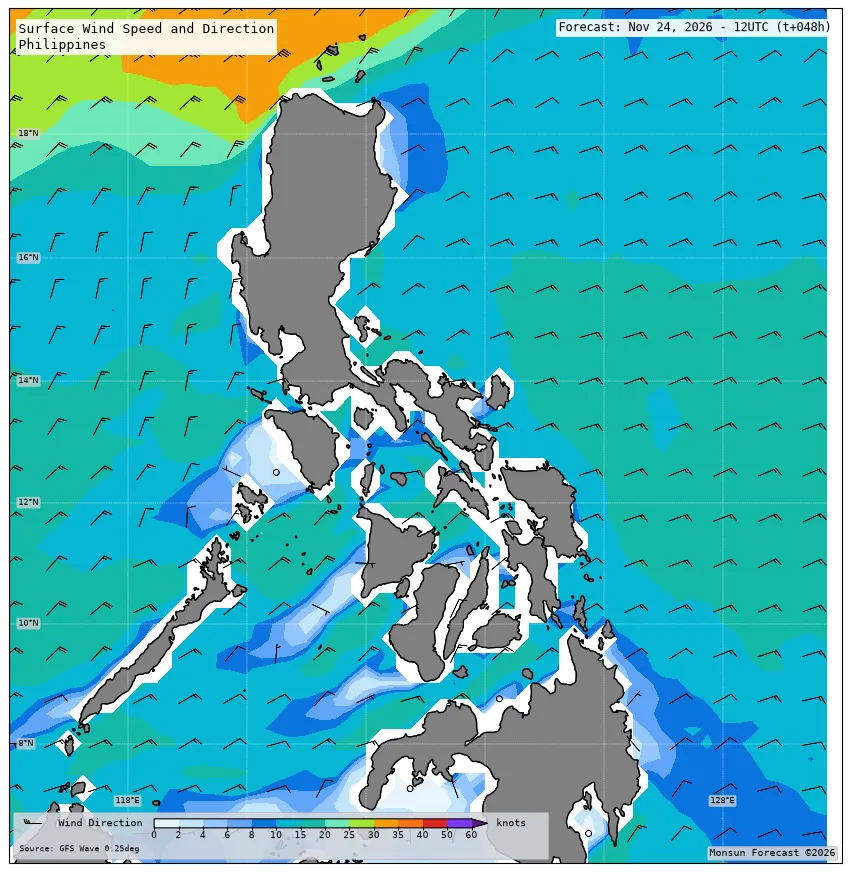 Surface Wind Speed and Direction
Philippines
Forecast: Nov 24, 2026 - 12UTC (t+048h)
18°N
16°N
14°N
12°N
10°N
8°N
118°E
128°E
Wind Direction
0 2 4 6 8 10 15 20 25 30 35 40 50 60
knots
Source: GFS Wave 0.25deg
Monsun Forecast ©2026